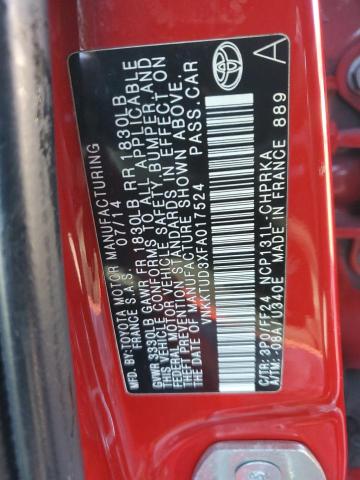 MFD. BY: TOYOTA MOTOR MANUFACTURING
FRANCE S.A.S. 07/14
GVWR 3330LB GAWR FR 1830LB RR 1830LB
THIS VEHICLE CONFORMS TO ALL APPLICABLE
FEDERAL MOTOR VEHICLE SAFETY, BUMPER, AND
THEFT PREVENTION STANDARDS IN EFFECT ON
THE DATE OF MANUFACTURE SHOWN ABOVE.
VNKKTUD3XFA017524 PASS.CAR
C/TR: 3P0/FF24 NCP131L-CHPRKA
A/TM: -08A/U340E MADE IN FRANCE 889
TOYOTA
A